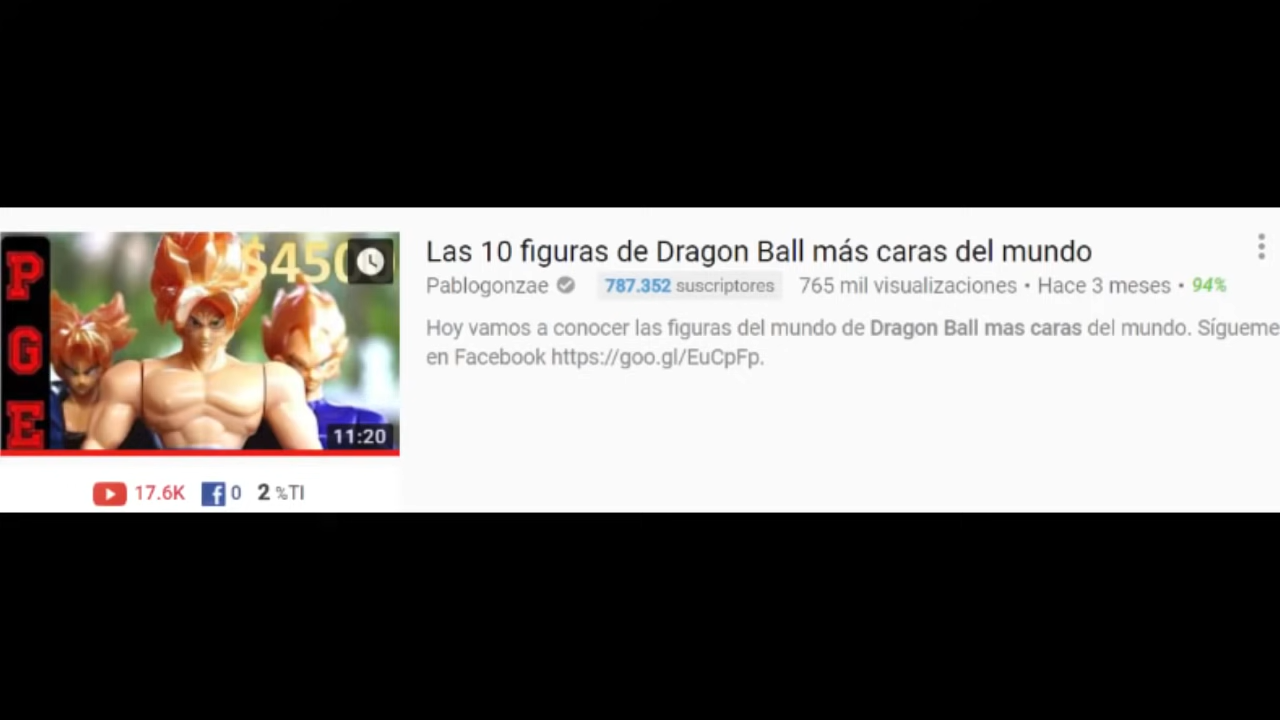 P
G
E
$450
11:20
17.6K 0 2 %TI
Las 10 figuras de Dragon Ball más caras del mundo
Pablogonzae 787.352 suscriptores 765 mil visualizaciones • Hace 3 meses • 94%
Hoy vamos a conocer las figuras del mundo de Dragon Ball mas caras del mundo. Sígueme
en Facebook https://goo.gl/EuCpFp.